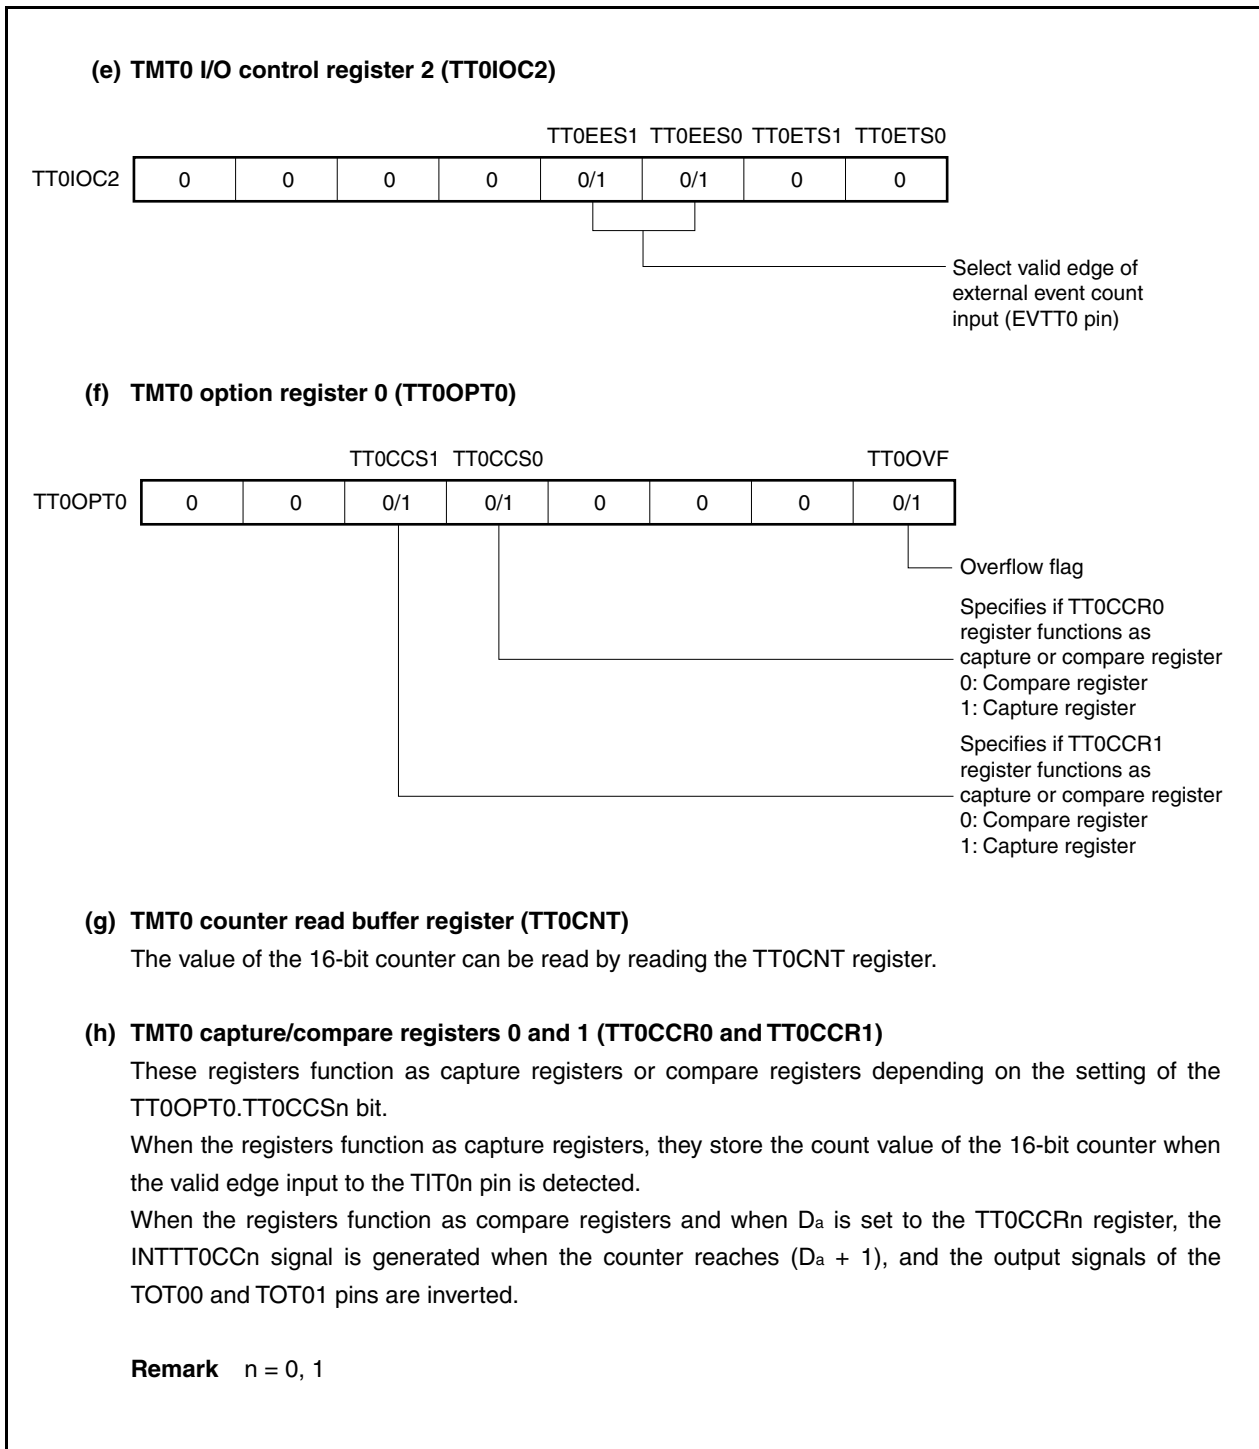 (e) TMT0 I/O control register 2 (TT0IOC2)
TT0EES1 TT0EES0 TT0ETS1 TT0ETS0
TT0IOC2 0 0 0 0 0/1 0/1 0 0
Select valid edge of
external event count
input (EVTT0 pin)
(f) TMT0 option register 0 (TT0OPT0)
TT0CCS1 TT0CCS0 TT0OVF
TT0OPT0 0 0 0/1 0/1 0 0 0 0/1
Overflow flag
Specifies if TT0CCR0
register functions as
capture or compare register
0: Compare register
1: Capture register
Specifies if TT0CCR1
register functions as
capture or compare register
0: Compare register
1: Capture register
(g) TMT0 counter read buffer register (TT0CNT)
The value of the 16-bit counter can be read by reading the TT0CNT register.
(h) TMT0 capture/compare registers 0 and 1 (TT0CCR0 and TT0CCR1)
These registers function as capture registers or compare registers depending on the setting of the
TT0OPT0.TT0CCSn bit.
When the registers function as capture registers, they store the count value of the 16-bit counter when
the valid edge input to the TIT0n pin is detected.
When the registers function as compare registers and when Da is set to the TT0CCRn register, the
INTTT0CCn signal is generated when the counter reaches (Da + 1), and the output signals of the
TOT00 and TOT01 pins are inverted.
Remark n = 0, 1